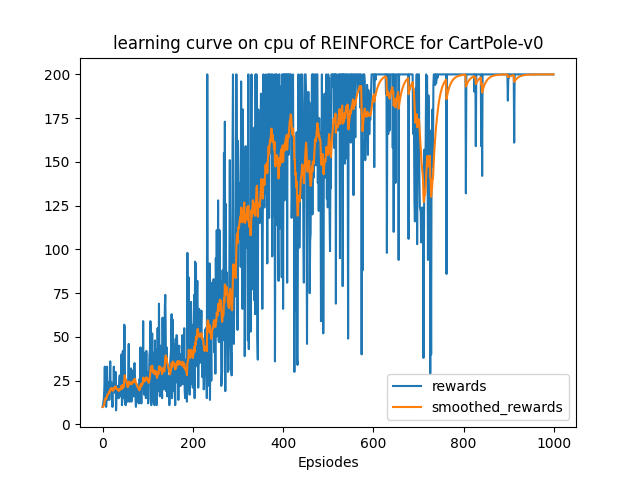 learning curve on cpu of REINFORCE for CartPole-v0
200
175
150
125
100
75
50
25
0
0 200 400 600 800 1000
Epsiodes
rewards
smoothed_rewards